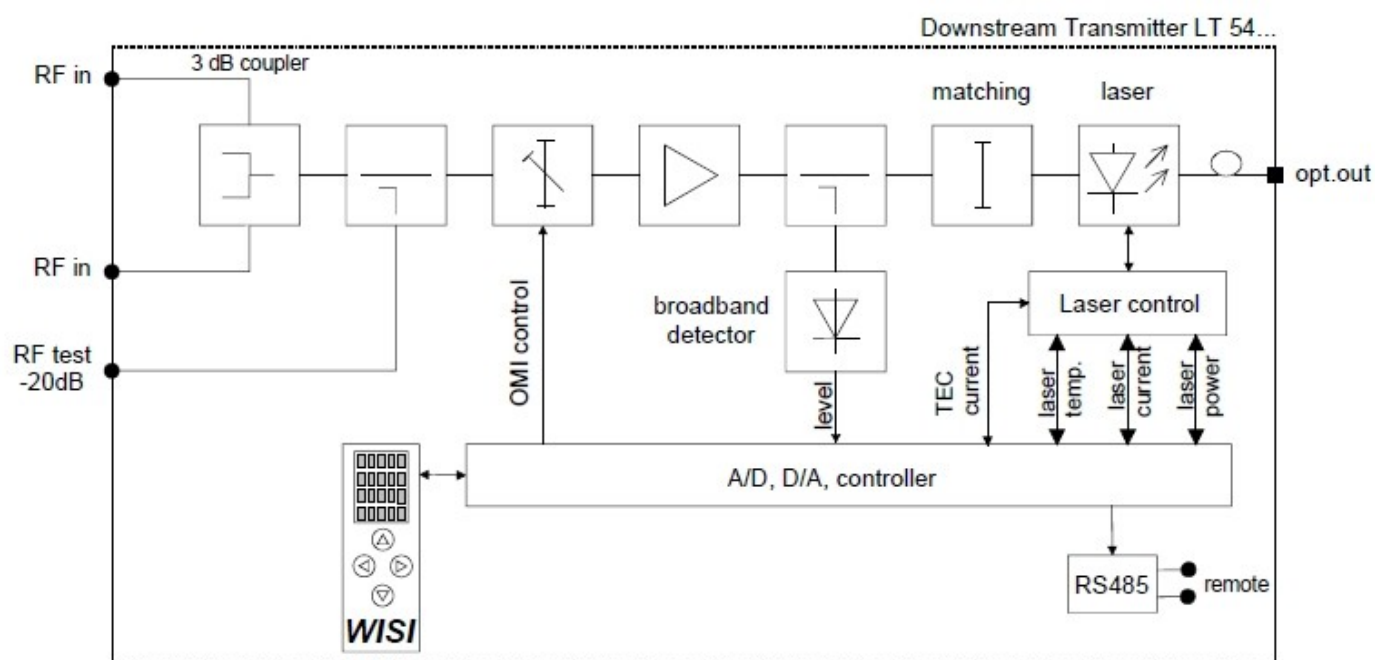 Downstream Transmitter LT 54...
3 dB coupler
RF in
matching
laser
opt.out
RF in
RF test
-20dB
OMI control
broadband
detector
level
TEC
current
Laser control
laser
temp.
laser
current
laser
power
A/D, D/A, controller
WISI
RS485
remote